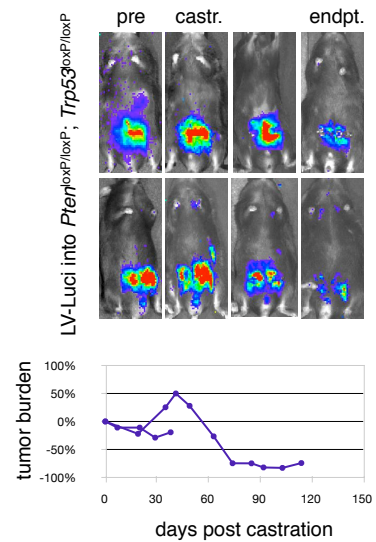 pre castr. endpt.
LV-Luci into Pten^loxP/loxP; Trp53^loxP/loxP
tumor burden
100%
50%
0%
-50%
-100%
0 30 60 90 120 150
days post castration